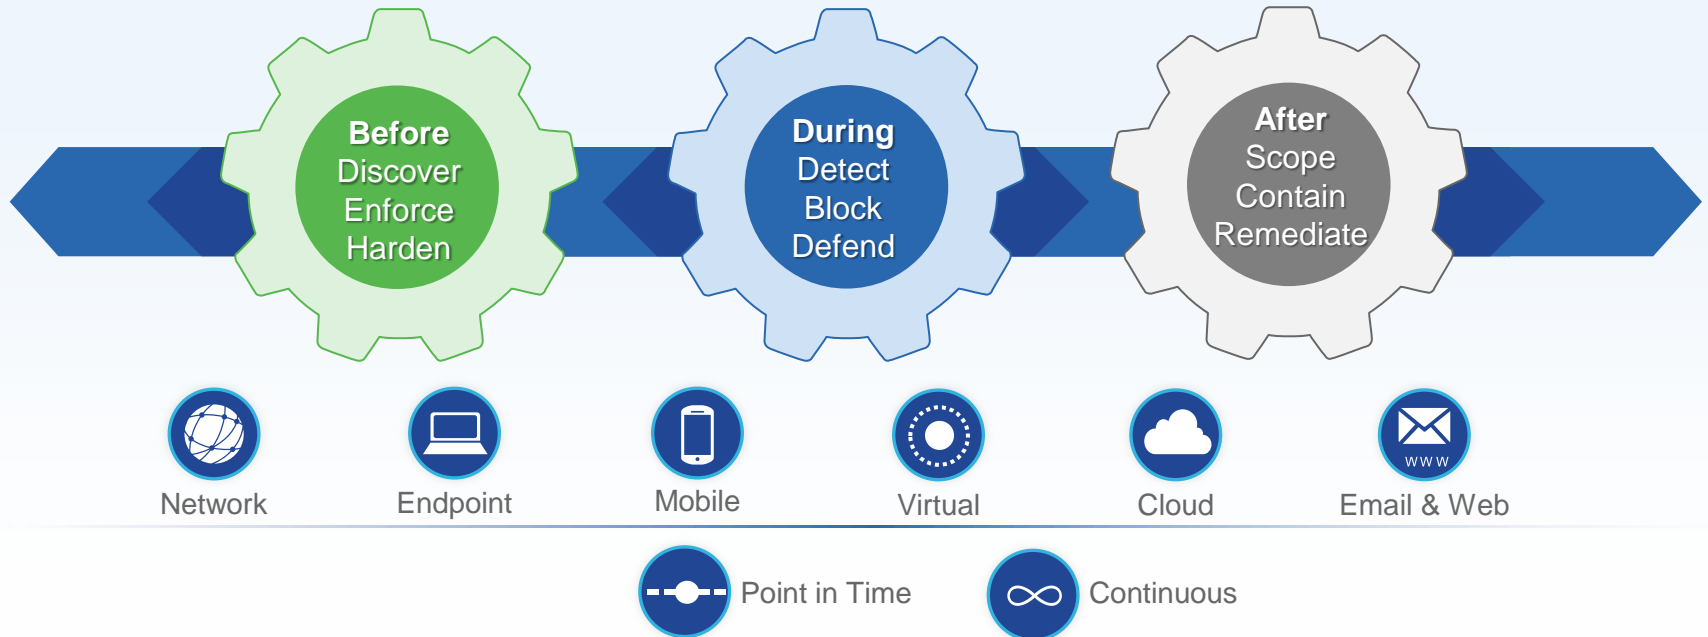 Before
Discover
Enforce
Harden
During
Detect
Block
Defend
After
Scope
Contain
Remediate
Network
Endpoint
Mobile
Virtual
Cloud
WWW
Email & Web
Point in Time
Continuous